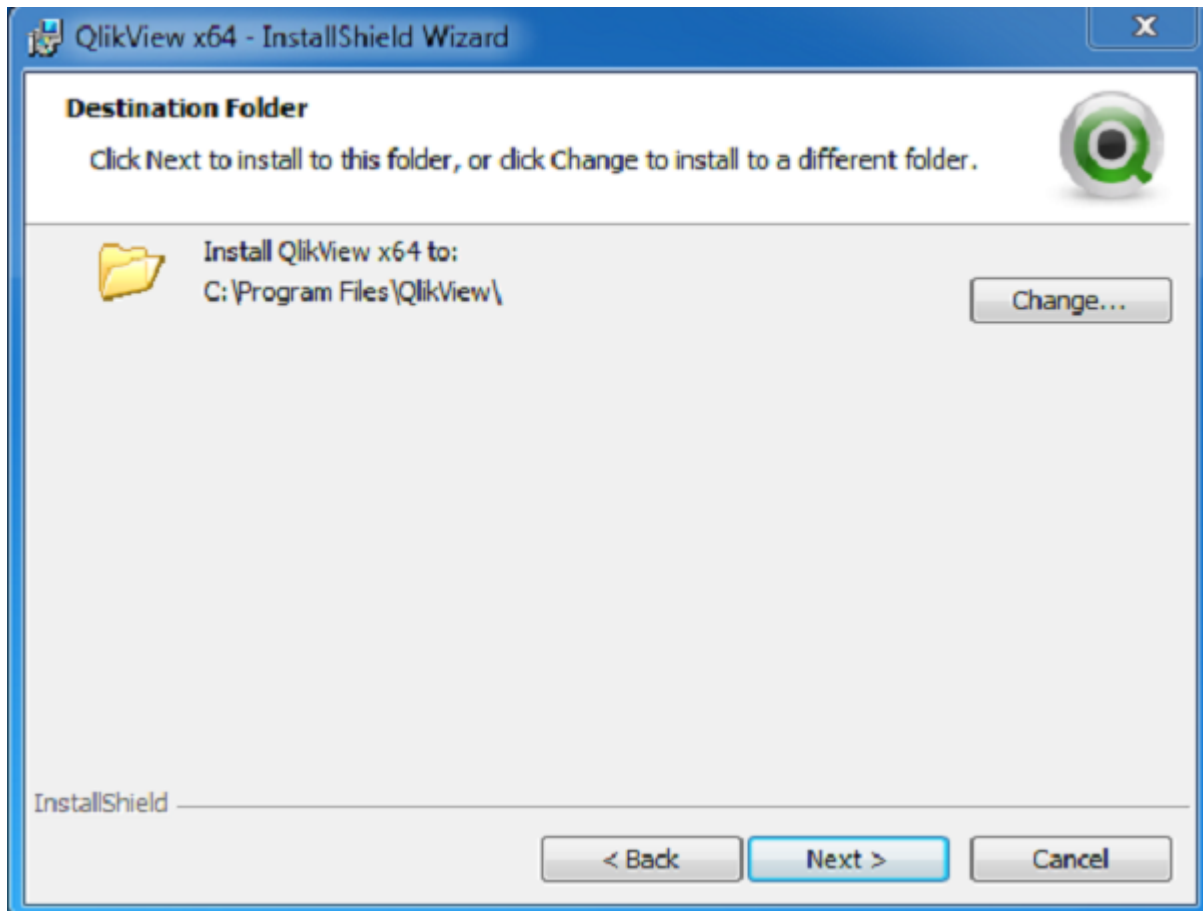 QlikView x64 - InstallShield Wizard
Destination Folder
Click Next to install to this folder, or click Change to install to a different folder.
Install QlikView x64 to:
C:\Program Files\QlikView\
Change...
InstallShield
< Back
Next >
Cancel